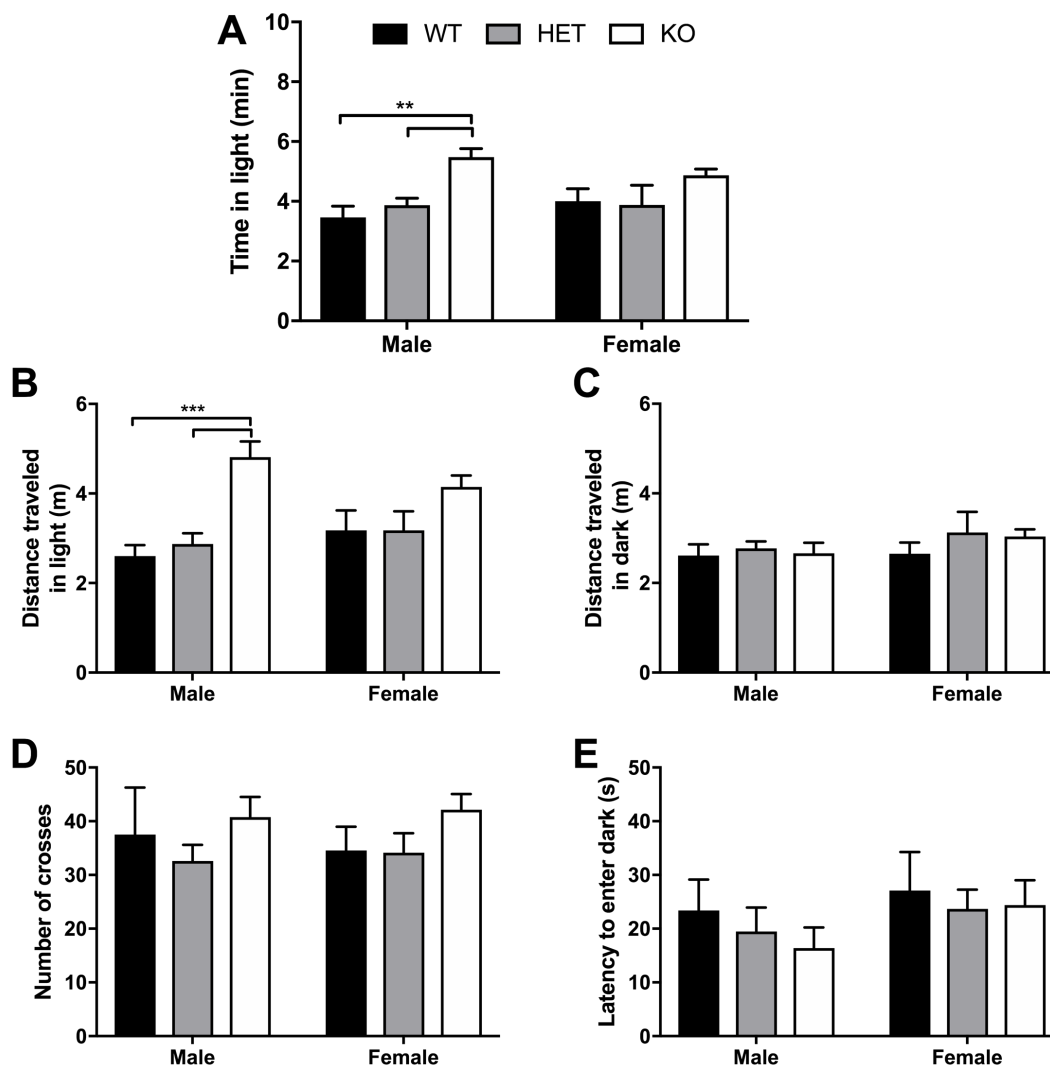 A
WT HET KO
Time in light (min)
10
8
6
4
2
0
**
Male Female
B
Distance traveled
in light (m)
6
4
2
0
***
Male Female
C
Distance traveled
in dark (m)
6
4
2
0
Male Female
D
Number of crosses
50
40
30
20
10
0
Male Female
E
Latency to enter dark (s)
50
40
30
20
10
0
Male Female